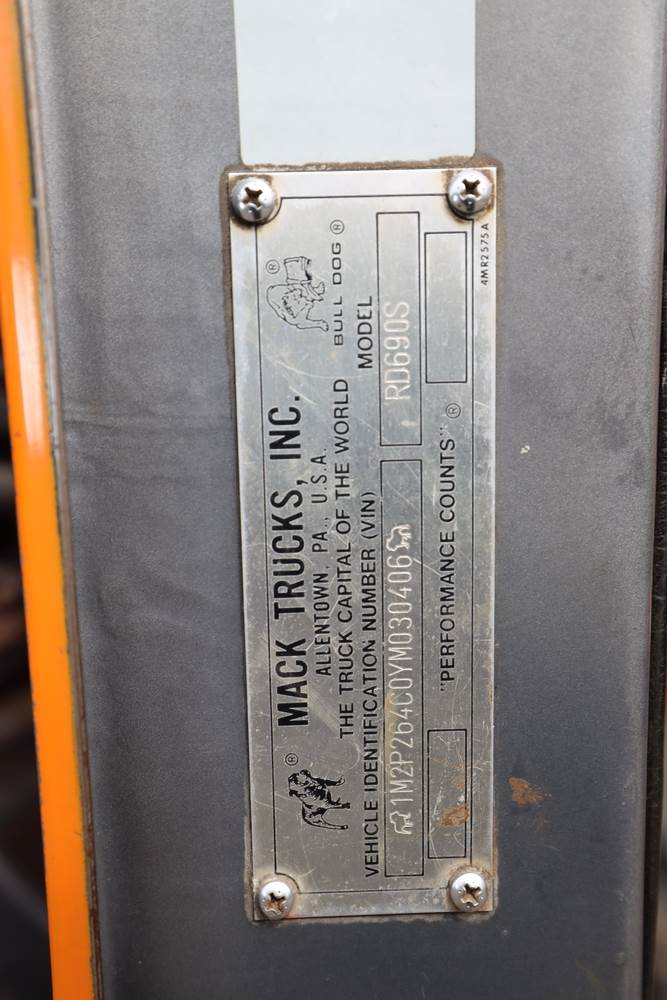 MACK TRUCKS, INC.
ALLENTOWN, PA., U.S.A.
THE TRUCK CAPITAL OF THE WORLD
BULL DOG ®
VEHICLE IDENTIFICATION NUMBER (VIN)
MODEL
1M2P264C0YM030406
RD690S
"PERFORMANCE COUNTS" ®
4MR2575A